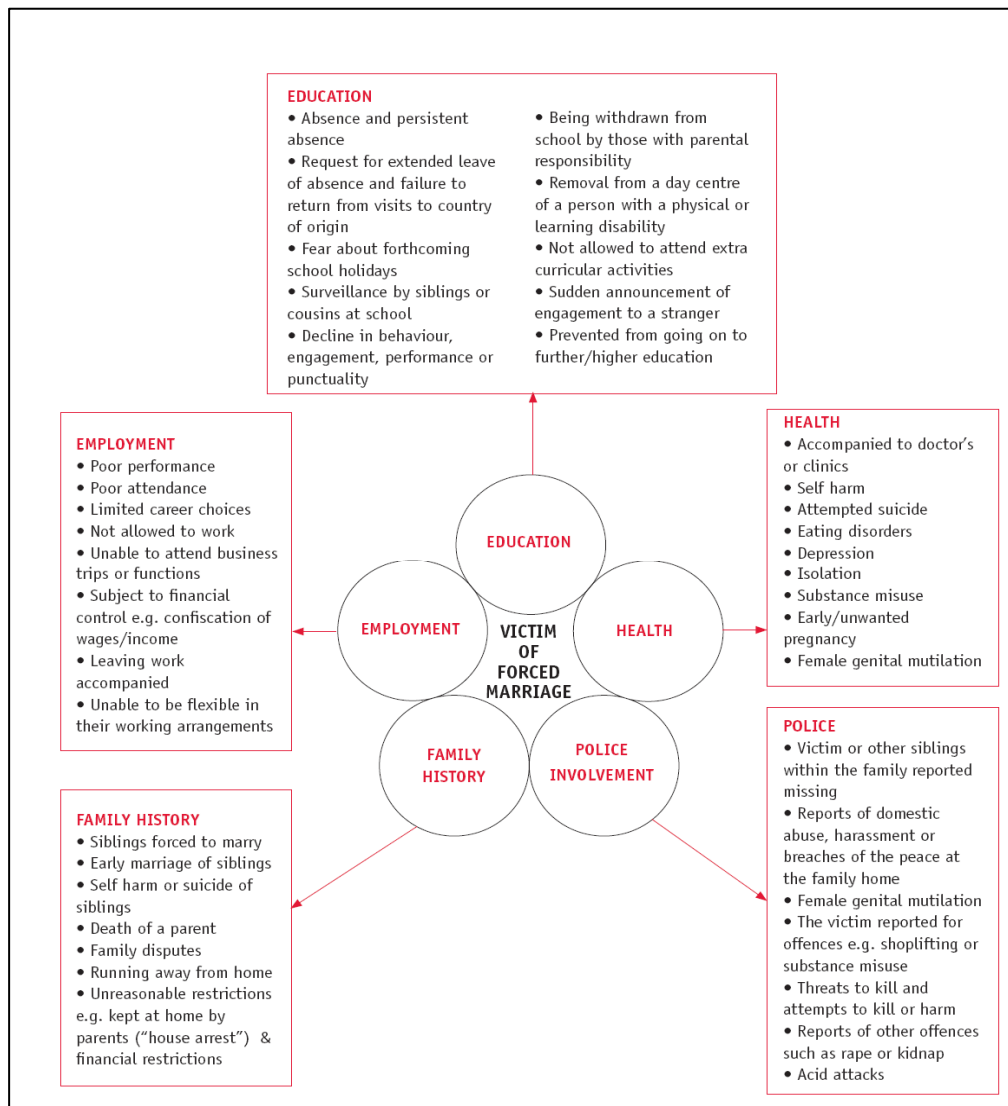 EDUCATION
• Absence and persistent
absence
• Request for extended leave
of absence and failure to
return from visits to country
of origin
• Fear about forthcoming
school holidays
• Surveillance by siblings or
cousins at school
• Decline in behaviour,
engagement, performance or
punctuality
• Being withdrawn from
school by those with parental
responsibility
• Removal from a day centre
of a person with a physical or
learning disability
• Not allowed to attend extra
curricular activities
• Sudden announcement of
engagement to a stranger
• Prevented from going on to
further/higher education
EMPLOYMENT
• Poor performance
• Poor attendance
• Limited career choices
• Not allowed to work
• Unable to attend business
trips or functions
• Subject to financial
control e.g. confiscation of
wages/income
• Leaving work
accompanied
• Unable to be flexible in
their working arrangements
HEALTH
• Accompanied to doctor's
or clinics
• Self harm
• Attempted suicide
• Eating disorders
• Depression
• Isolation
• Substance misuse
• Early/unwanted
pregnancy
• Female genital mutilation
EDUCATION
EMPLOYMENT
VICTIM
OF
FORCED
MARRIAGE
HEALTH
FAMILY
HISTORY
POLICE
INVOLVEMENT
FAMILY HISTORY
• Siblings forced to marry
• Early marriage of siblings
• Self harm or suicide of
siblings
• Death of a parent
• Family disputes
• Running away from home
• Unreasonable restrictions
e.g. kept at home by
parents (“house arrest”) &
financial restrictions
POLICE
• Victim or other siblings
within the family reported
missing
• Reports of domestic
abuse, harassment or
breaches of the peace at
the family home
• Female genital mutilation
• The victim reported for
offences e.g. shoplifting or
substance misuse
• Threats to kill and
attempts to kill or harm
• Reports of other offences
such as rape or kidnap
• Acid attacks